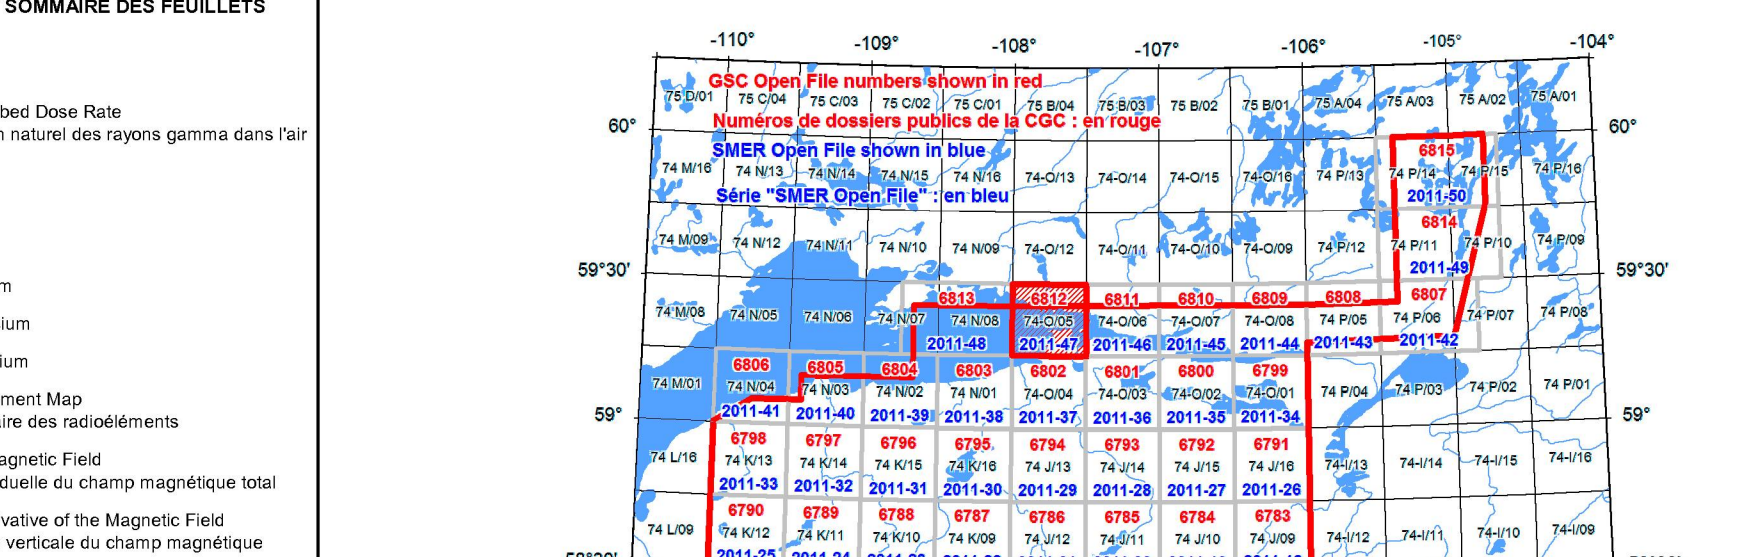 SOMMAIRE DES FEUILLETS
bed Dose Rate
n naturel des rayons gamma dans l'air
m
sium
ium
ment Map
ire des radioéléments
agnetic Field
duelle du champ magnétique total
vative of the Magnetic Field
verticale du champ magnétique
-110° -109° -108° -107° -106° -105° -104°
GSC Open File numbers shown in red
75 D/01 75 C/04 75 C/03 75 C/02 75 C/01 75 B/04 75 B/03 75 B/02 75 B/01 75 A/04 75 A/03 75 A/02 75 A/01
Numéros de dossiers publics de la CGC : en rouge
60° 60°
SMER Open File shown in blue
6815
74 M/16 74 N/13 74 N/14 74 N/15 74 N/16 74-O/13 74-O/14 74-O/15 74-O/16 74 P/13 74 P/14 74 P/15 74 P/16
Série "SMER Open File" : en bleu
2011-50
6814
74 M/09 74 N/12 74 N/11 74 N/10 74 N/09 74-O/12 74-O/11 74-O/10 74-O/09 74 P/12 74 P/11 74 P/10 74 P/09
2011-49
59°30' 59°30'
6813 6812 6811 6810 6809 6808 6807
74 M/08 74 N/05 74 N/06 74 N/07 74 N/08 74-O/05 74-O/06 74-O/07 74-O/08 74 P/05 74 P/06 74 P/07 74 P/08
2011-48 2011-47 2011-46 2011-45 2011-44 2011-43 2011-42
6806 6805 6804 6803 6802 6801 6800 6799
74 M/01 74 N/04 74 N/03 74 N/02 74 N/01 74-O/04 74-O/03 74-O/02 74-O/01 74 P/04 74 P/03 74 P/02 74 P/01
2011-41 2011-40 2011-39 2011-38 2011-37 2011-36 2011-35 2011-34
59° 59°
6798 6797 6796 6795 6794 6793 6792 6791
74 L/16 74 K/13 74 K/14 74 K/15 74 K/16 74 J/13 74 J/14 74 J/15 74 J/16 74-I/13 74-I/14 74-I/15 74-I/16
2011-33 2011-32 2011-31 2011-30 2011-29 2011-28 2011-27 2011-26
6790 6789 6788 6787 6786 6785 6784 6783
74 L/09 74 K/12 74 K/11 74 K/10 74 K/09 74 J/12 74 J/11 74 J/10 74 J/09 74-I/12 74-I/11 74-I/10 74-I/09
2011-25 2011-24